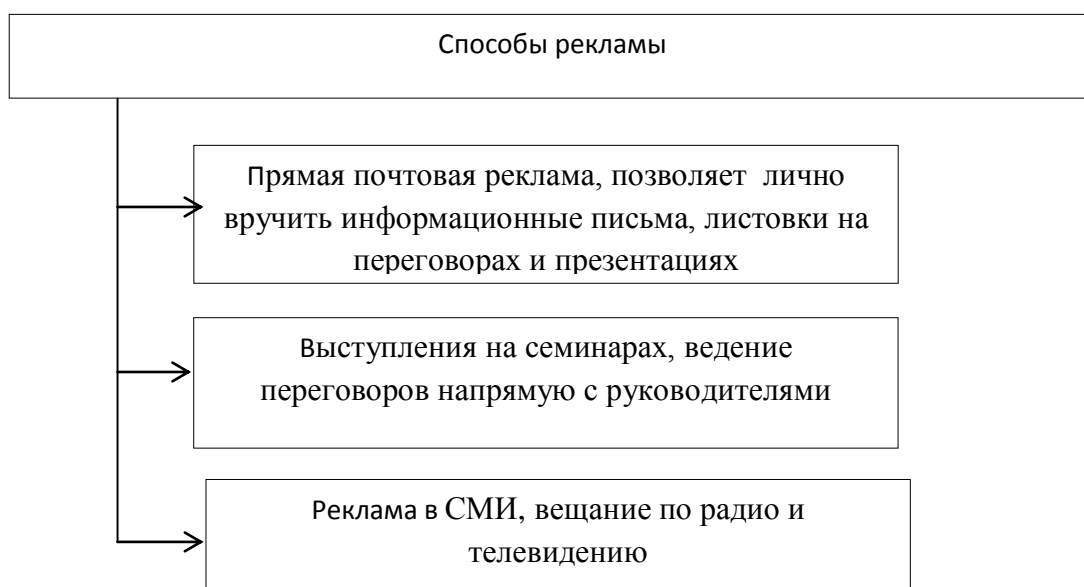 Способы рекламы
Прямая почтовая реклама, позволяет лично
вручить информационные письма, листовки на
переговорах и презентациях
Выступления на семинарах, ведение
переговоров напрямую с руководителями
Реклама в СМИ, вещание по радио и
телевидению